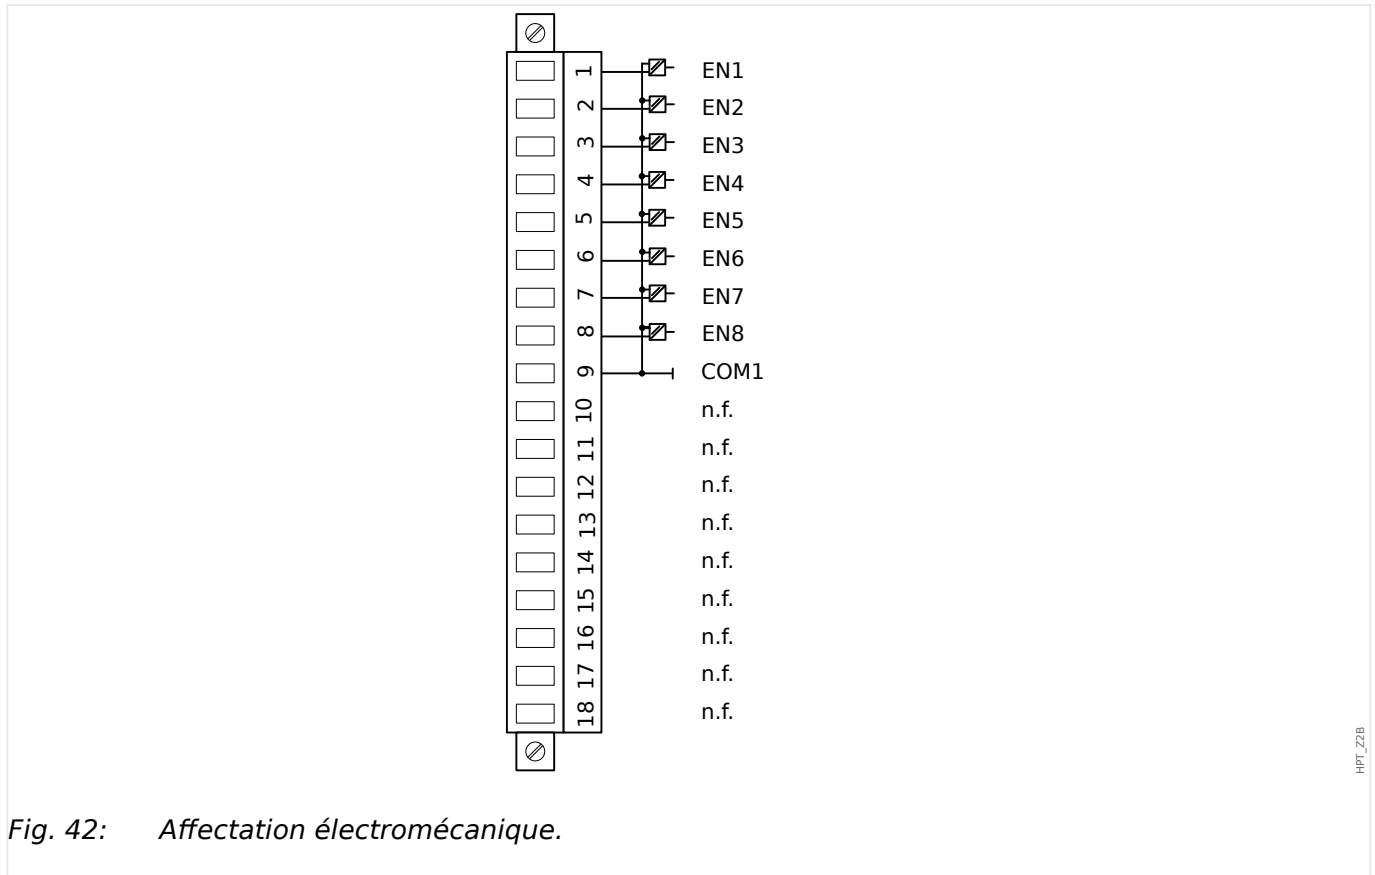 1 EN1
2 EN2
3 EN3
4 EN4
5 EN5
6 EN6
7 EN7
8 EN8
9 COM1
10 n.f.
11 n.f.
12 n.f.
13 n.f.
14 n.f.
15 n.f.
16 n.f.
17 n.f.
18 n.f.
HPT_Z2B
Fig. 42: Affectation électromécanique.